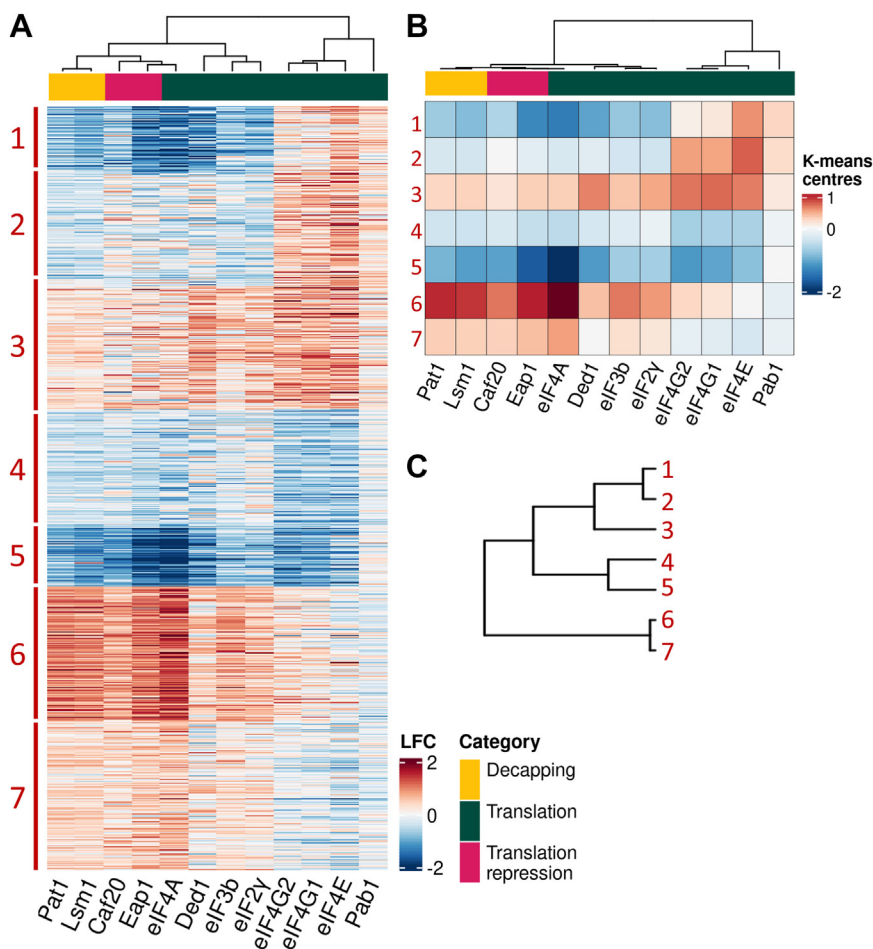 A
1
2
3
4
5
6
7
Pat1
Lsm1
Caf20
Eap1
eIF4A
Ded1
eIF3b
eIF2γ
eIF4G2
eIF4G1
eIF4E
Pab1
LFC
2
0
-2
Category
Decapping
Translation
Translation
repression
B
1
2
3
4
5
6
7
Pat1
Lsm1
Caf20
Eap1
eIF4A
Ded1
eIF3b
eIF2γ
eIF4G2
eIF4G1
eIF4E
Pab1
K-means
centres
1
0
-2
C
1
2
3
4
5
6
7